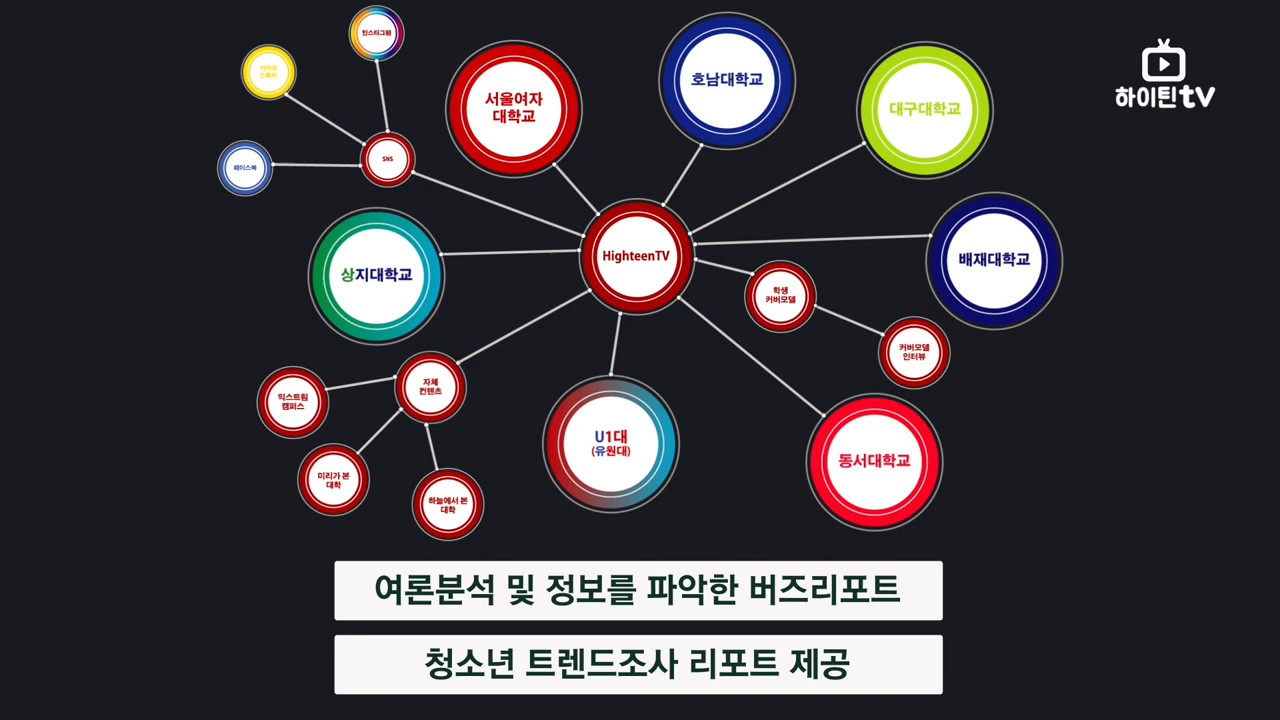 인스타그램
카카오
스토리
페이스북
SNS
서울여자
대학교
호남대학교
대구대학교
하이틴tv
상지대학교
HighteenTV
배재대학교
학생
커버모델
커버모델
인터뷰
자체
컨텐츠
익스트림
캠퍼스
미리가 본
대학
하늘에서 본
대학
U1대
(유원대)
동서대학교
여론분석 및 정보를 파악한 버즈리포트
청소년 트렌드조사 리포트 제공